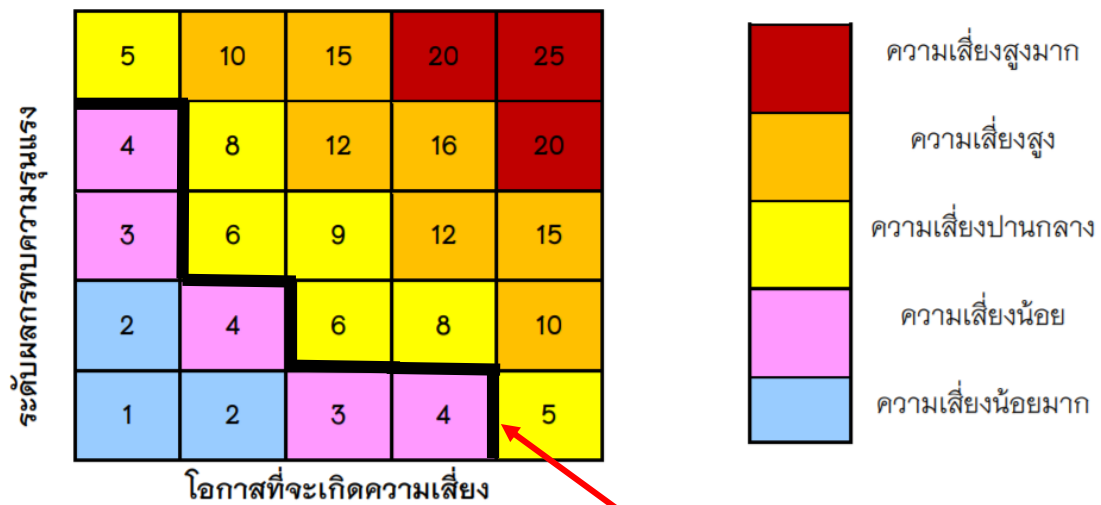 5 10 15 20 25
4 8 12 16 20
3 6 9 12 15
2 4 6 8 10
1 2 3 4 5
ระดับผลกรทบความรุนแรง
โอกาสที่จะเกิดความเสี่ยง
ความเสี่ยงสูงมาก
ความเสี่ยงสูง
ความเสี่ยงปานกลาง
ความเสี่ยงน้อย
ความเสี่ยงน้อยมาก